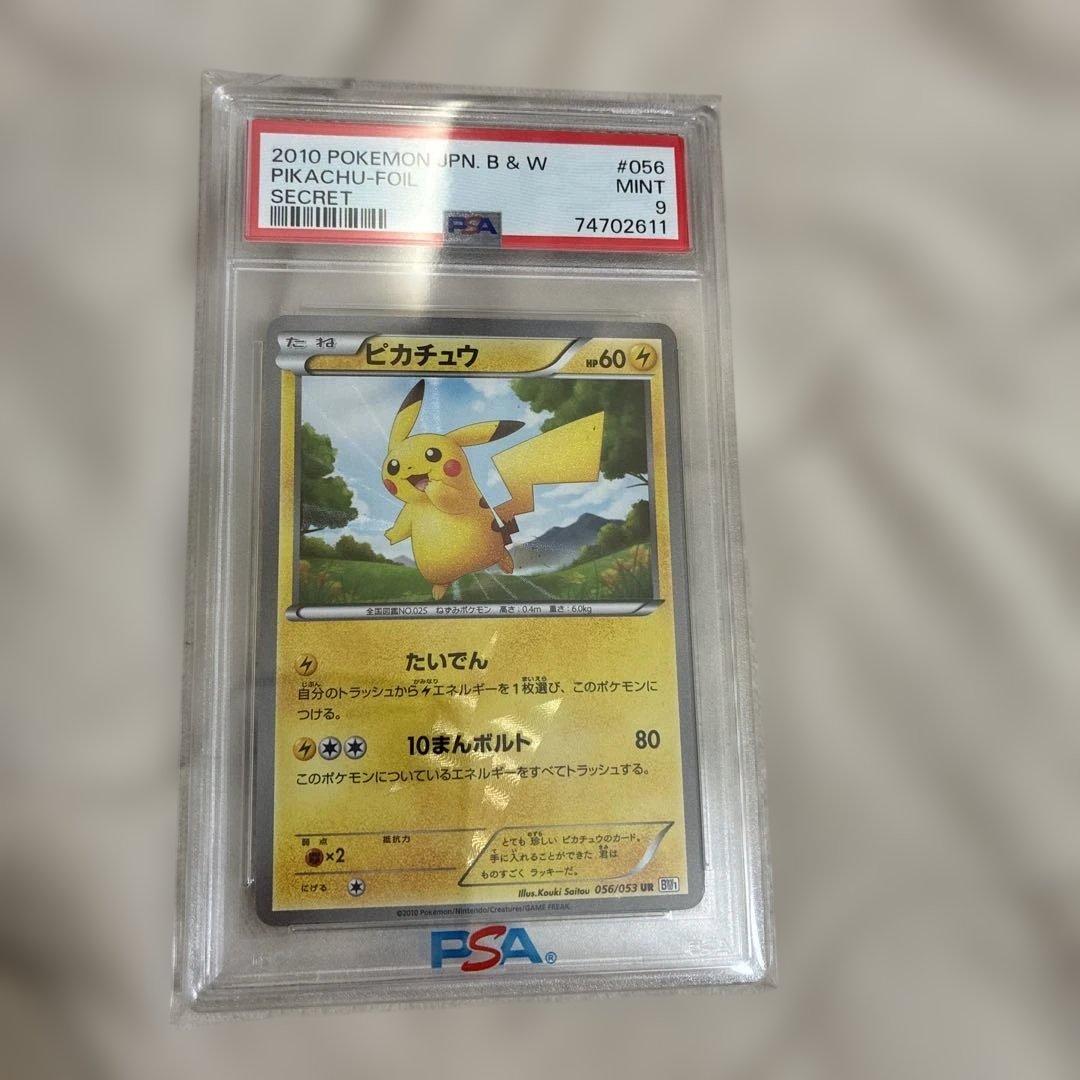 2010 POKEMON JPN. B & W #056
PIKACHU-FOIL MINT
SECRET 9
PSA 74702611
たね ピカチュウ HP60
全国図鑑NO.025 ねずみポケモン 高さ:0.4m 重さ:6.0kg
たいでん
自分のトラッシュからエネルギーを1枚選び、このポケモンに
つける。
10まんボルト 80
このポケモンについているエネルギーをすべてトラッシュする。
弱点 抵抗力
×2
にげる
とても 珍しい ピカチュウのカード。
手に入れることができた 君は
ものすごく ラッキーだ。
Illus.Kouki Saitou 056/053 UR BW1
©2010 Pokémon/Nintendo/Creatures/GAME FREAK.
PSA®